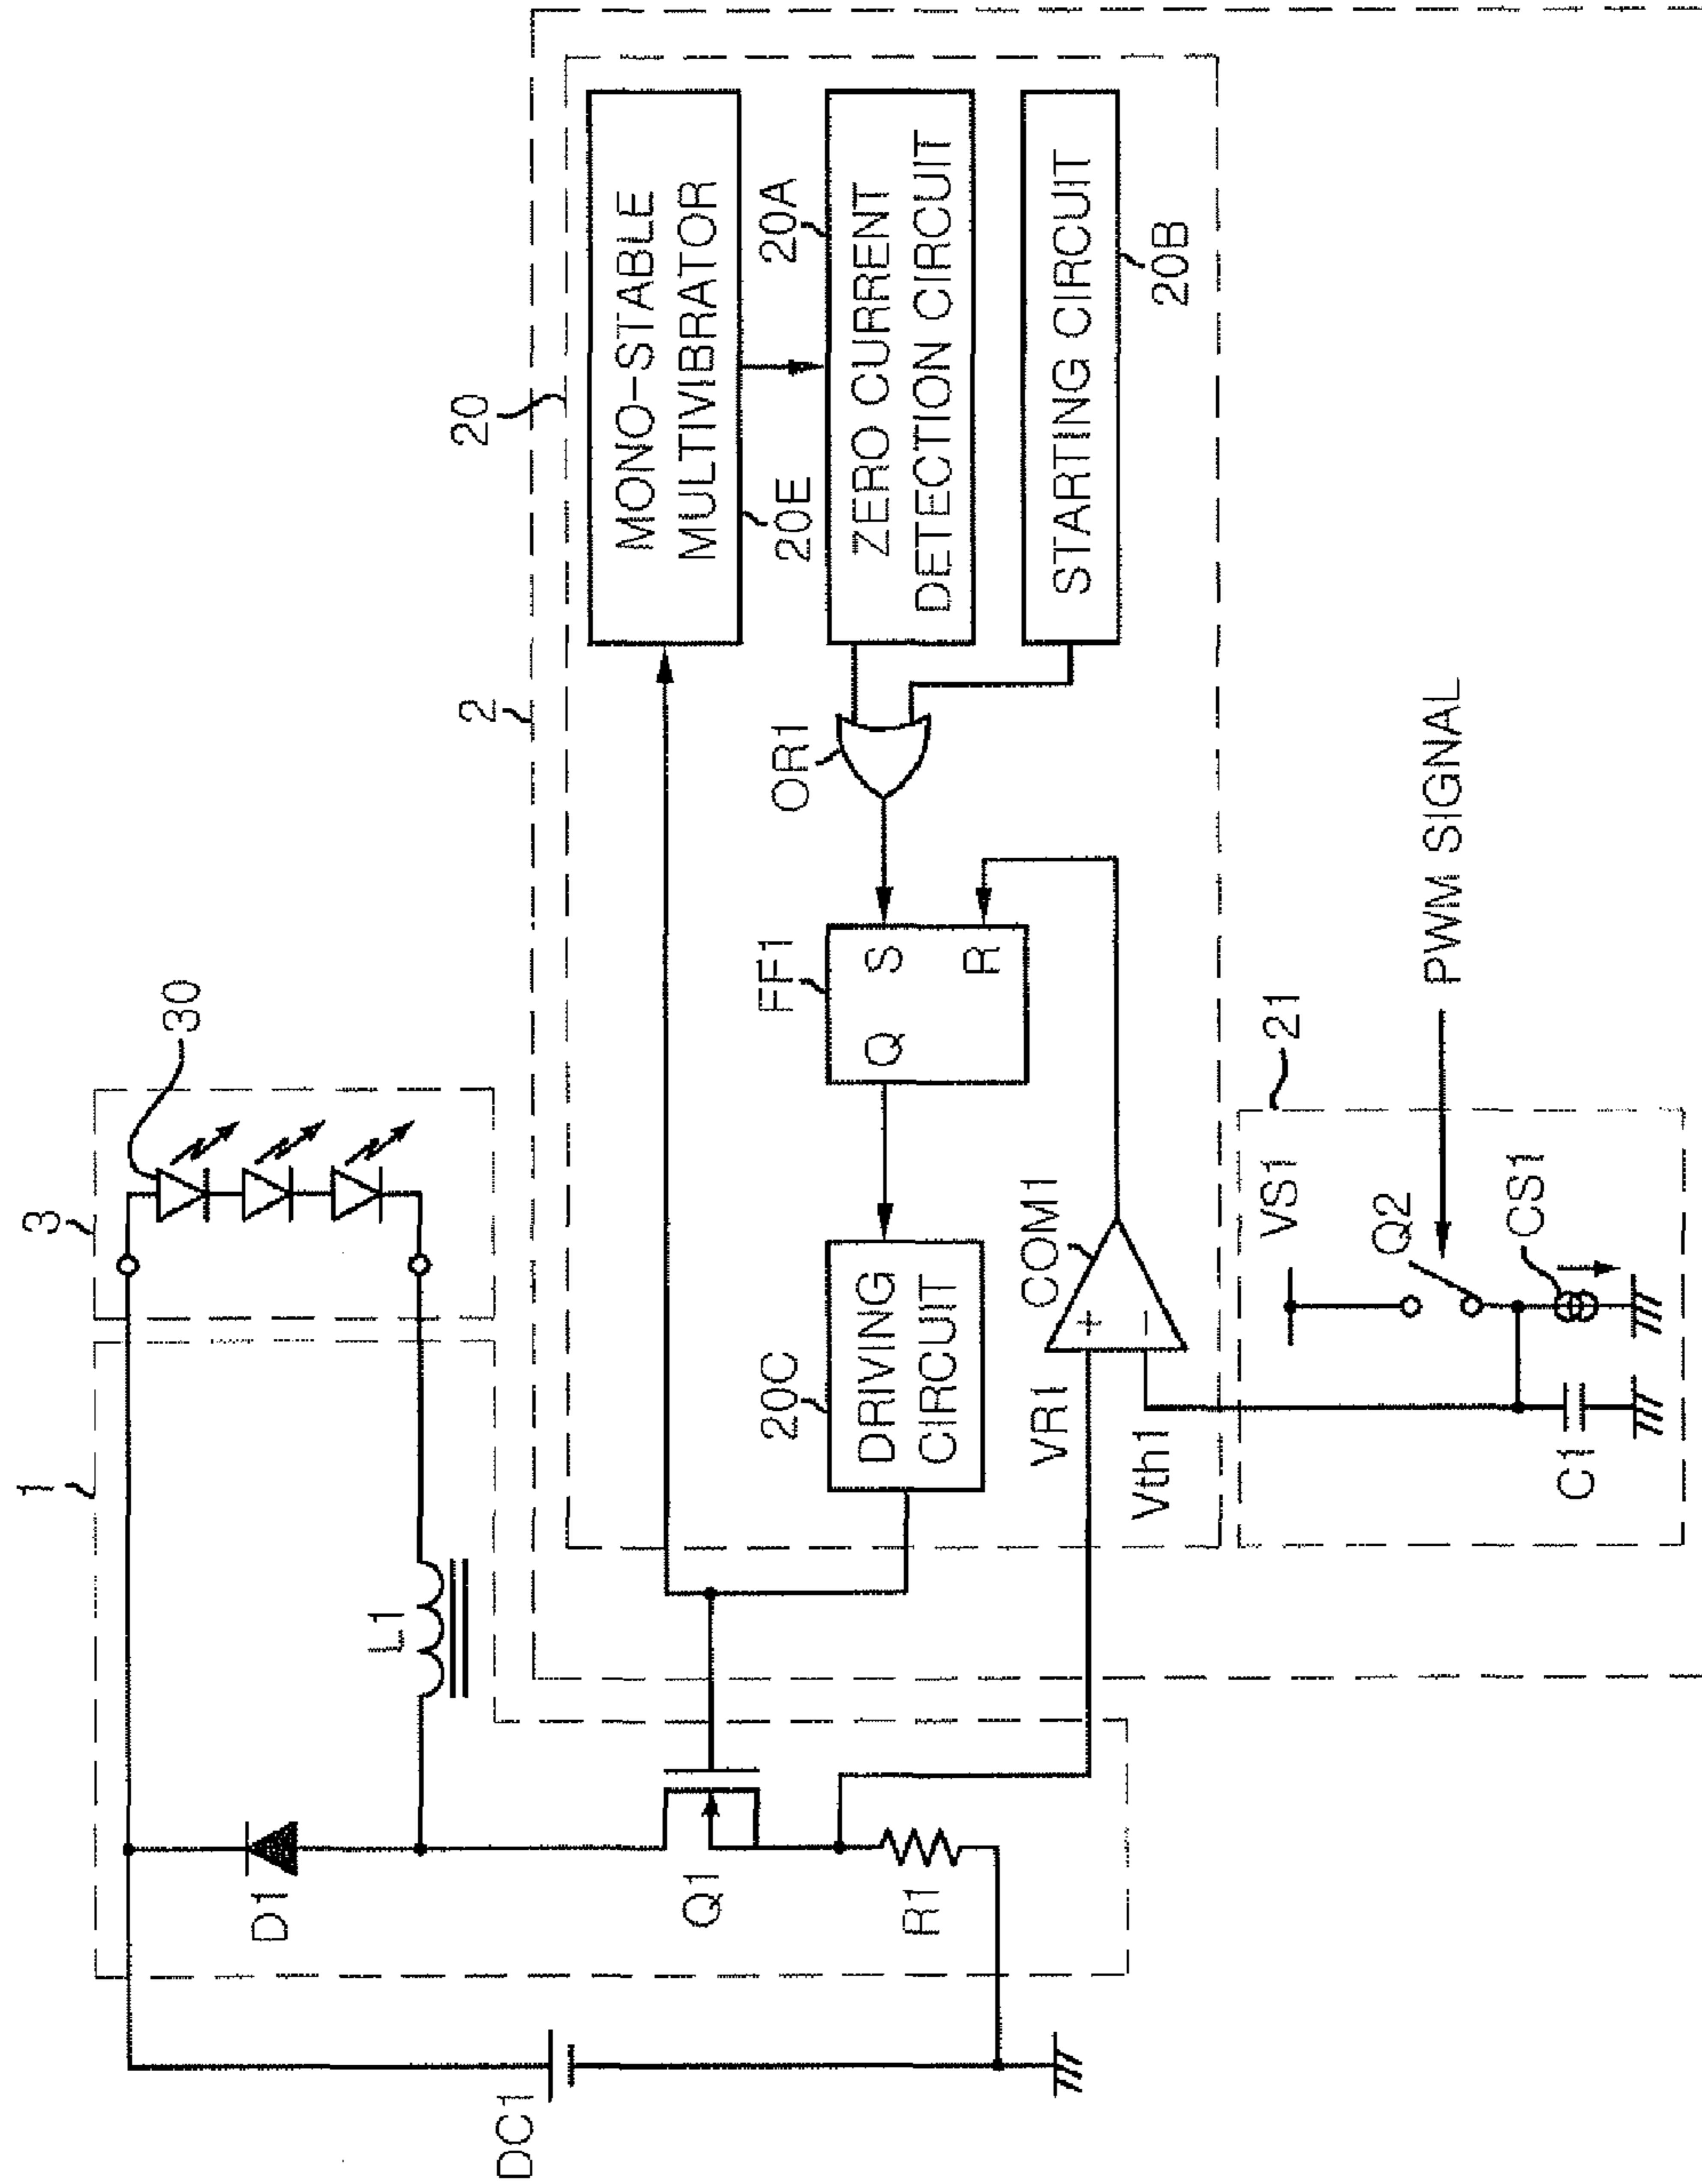 1
3
30
DC1
D1
L1
Q1
R1
2
20
MONO-STABLE
MULTIVIBRATOR
20E
20A
ZERO CURRENT
DETECTION CIRCUIT
STARTING CIRCUIT
20B
OR1
FF1
Q
S
R
20C
DRIVING
CIRCUIT
COM1
+
−
VR1
Vth1
21
VS1
Q2
CS1
C1
PWM SIGNAL